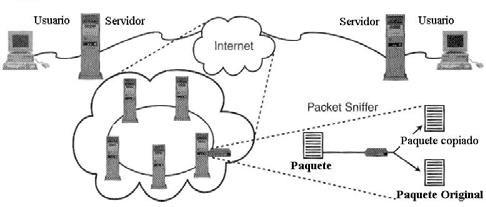 Usuario
Servidor
Servidor
Usuario
Internet
Packet Sniffer
Paquete
Paquete copiado
Paquete Original